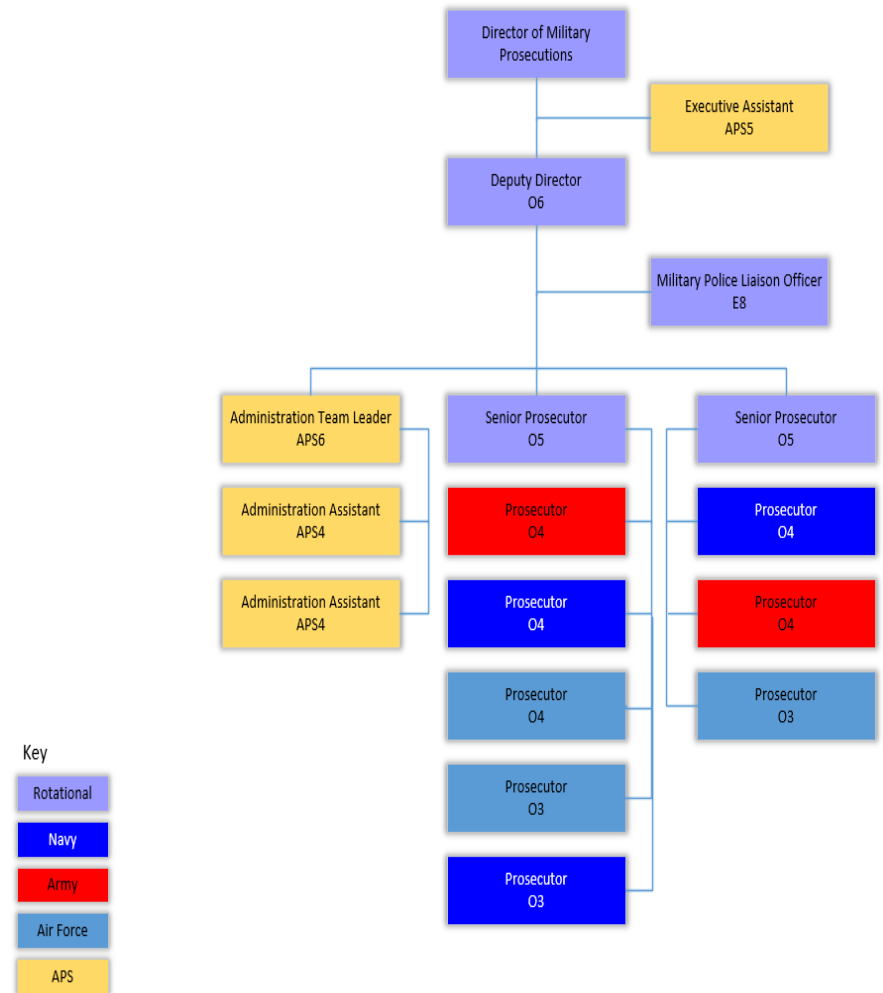 Director of Military
Prosecutions
Executive Assistant
APS5
Deputy Director
O6
Military Police Liaison Officer
E8
Administration Team Leader
APS6
Senior Prosecutor
O5
Senior Prosecutor
O5
Administration Assistant
APS4
Prosecutor
O4
Prosecutor
O4
Administration Assistant
APS4
Prosecutor
O4
Prosecutor
O4
Prosecutor
O4
Prosecutor
O3
Prosecutor
O3
Prosecutor
O3
Key
Rotational
Navy
Army
Air Force
APS